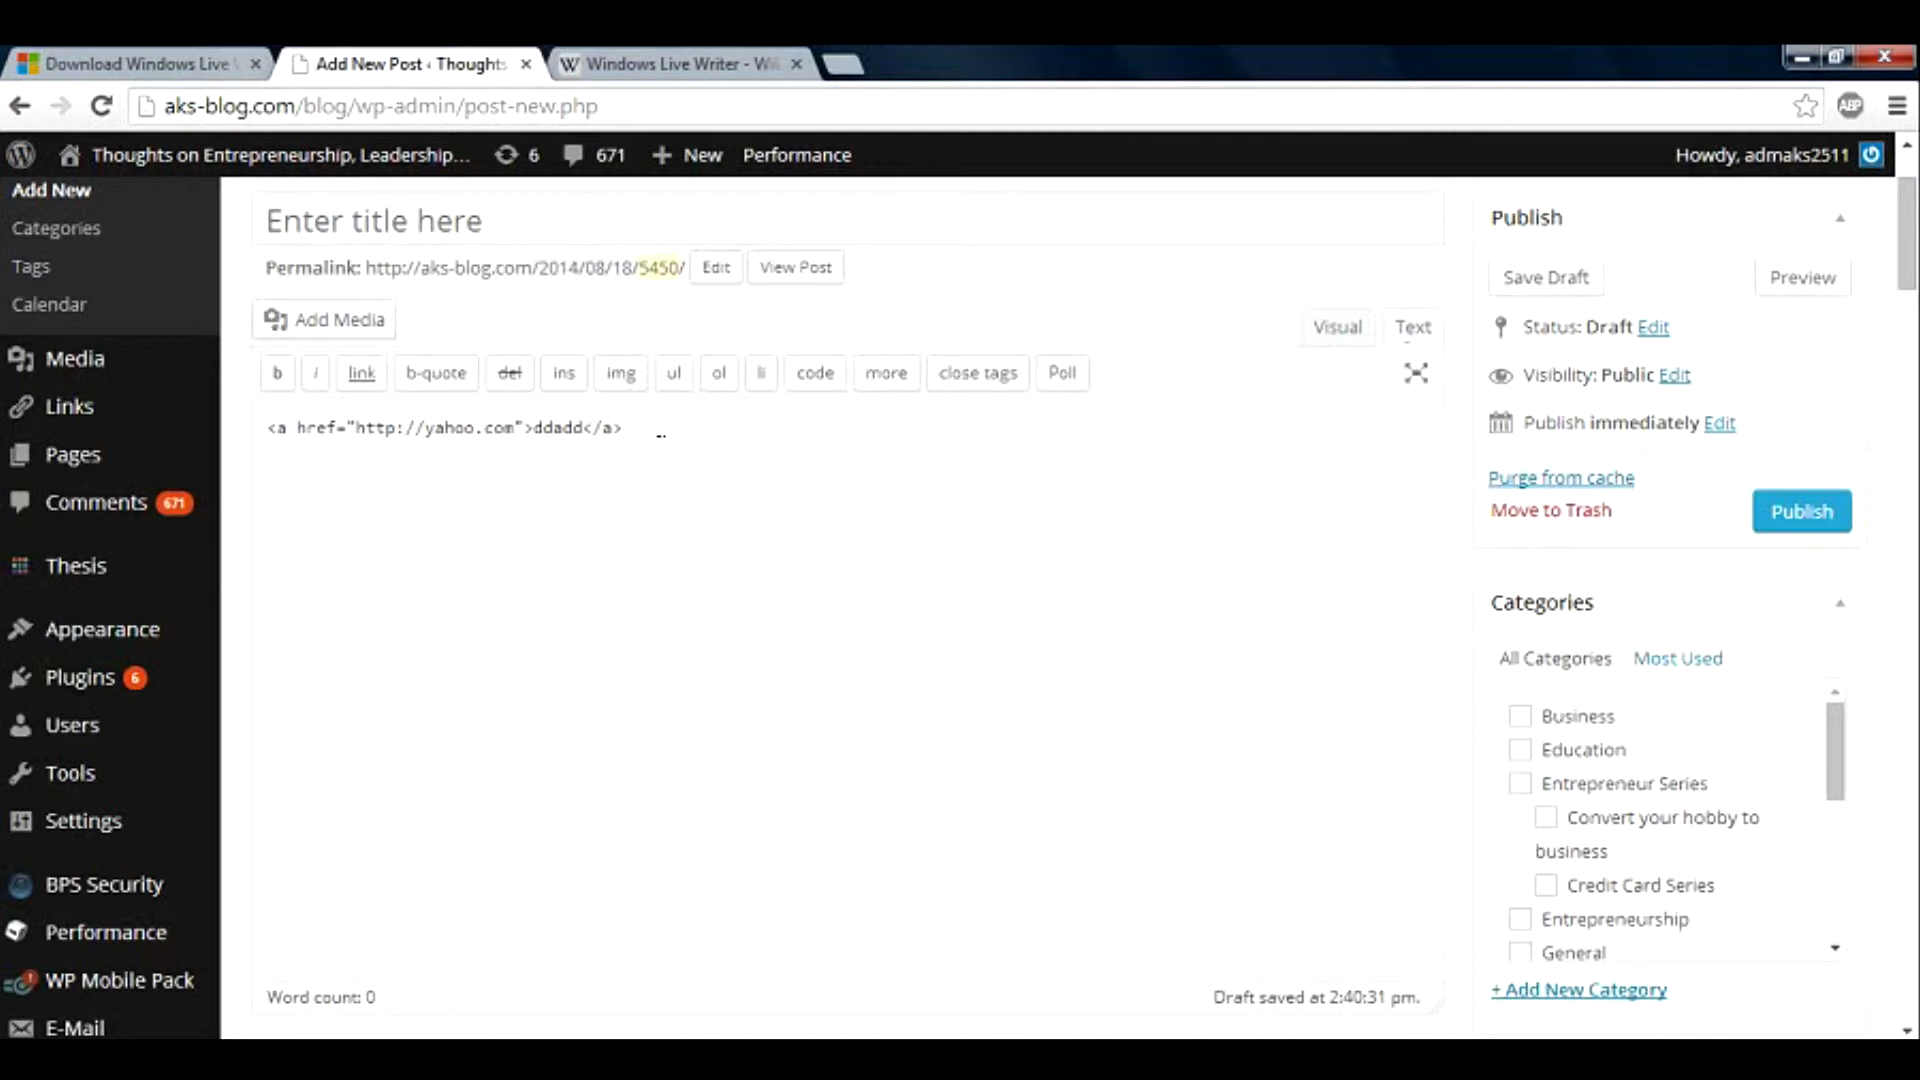 Download Windows Live
Add New Post ‹ Thoughts
Windows Live Writer - Wi
aks-blog.com/blog/wp-admin/post-new.php
ABP
Thoughts on Entrepreneurship, Leadership... 6 671 + New Performance Howdy, admaks2511
Add New
Categories
Tags
Calendar
Media
Links
Pages
Comments 671
Thesis
Appearance
Plugins 6
Users
Tools
Settings
BPS Security
Performance
WP Mobile Pack
E-Mail
Enter title here
Permalink: http://aks-blog.com/2014/08/18/5450/ Edit View Post
Add Media
Visual Text
b i link b-quote del ins img ul ol li code more close tags Poll
<a href="http://yahoo.com">ddadd</a>
Word count: 0
Draft saved at 2:40:31 pm.
Publish
Save Draft Preview
Status: Draft Edit
Visibility: Public Edit
Publish immediately Edit
Purge from cache
Move to Trash
Publish
Categories
All Categories Most Used
Business
Education
Entrepreneur Series
Convert your hobby to
business
Credit Card Series
Entrepreneurship
General
+ Add New Category